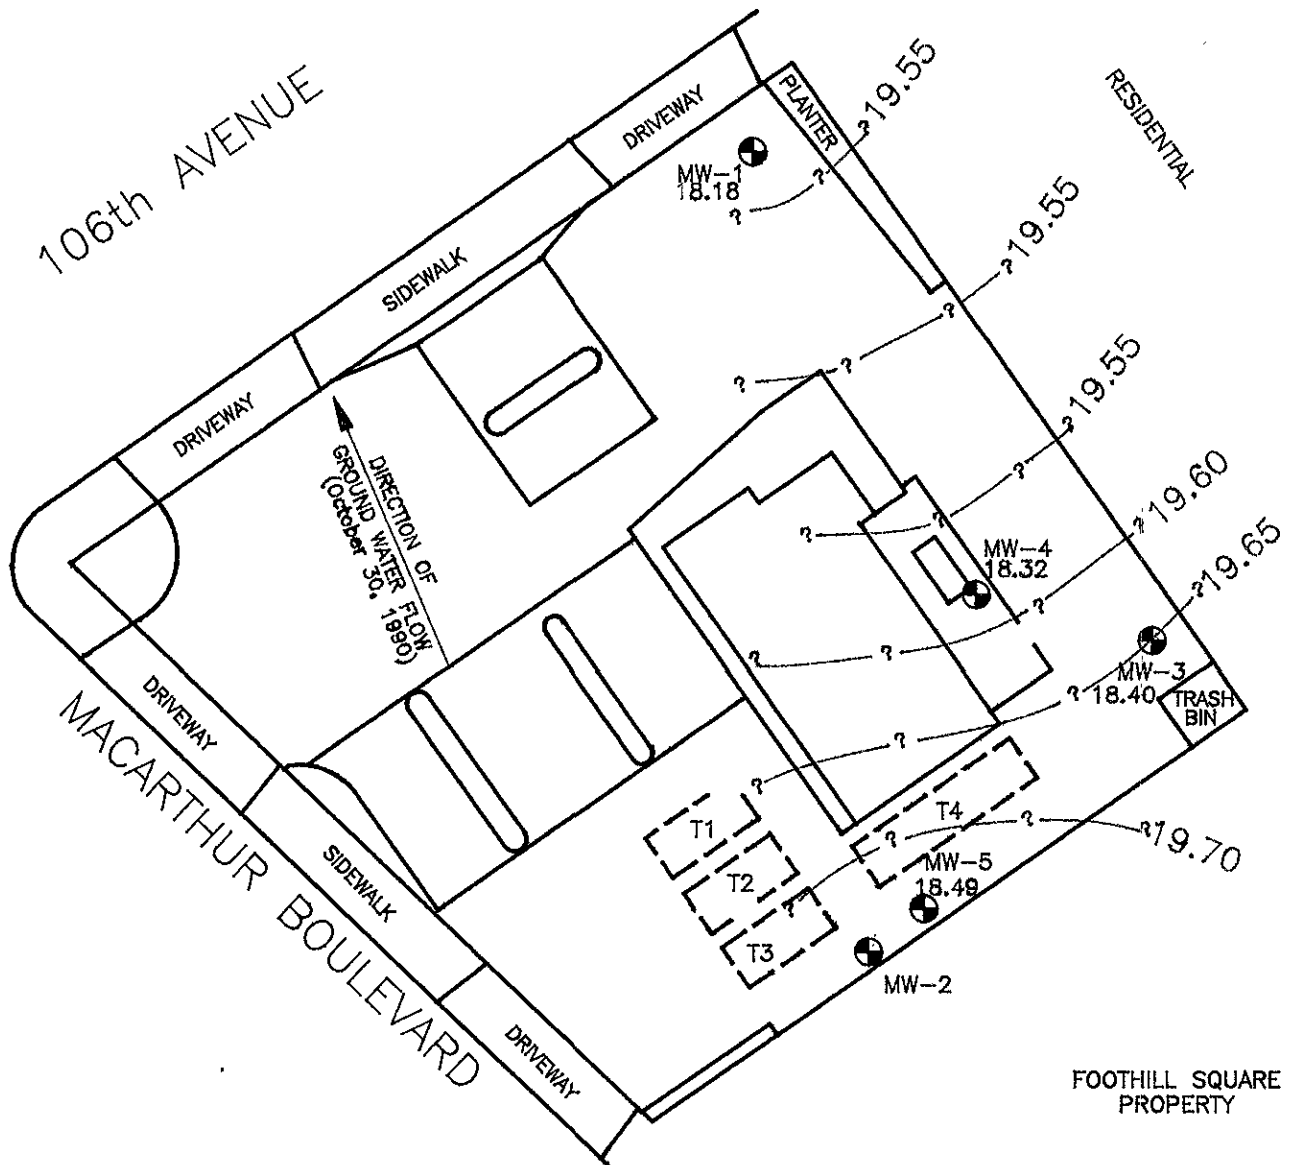 106th AVENUE
DRIVEWAY
PLANTER
19.55
RESIDENTIAL
MW-1
18.18
?
?
?
SIDEWALK
19.55
?
?
?
?
DRIVEWAY
19.55
?
?
?
?
DIRECTION OF
GROUND WATER FLOW
(October 30, 1990)
19.60
?
?
?
?
MW-4
18.32
19.65
?
?
?
?
MW-3
18.40
TRASH
BIN
DRIVEWAY
MACARTHUR BOULEVARD
T1
T2
T3
T4
19.70
?
?
?
?
MW-5
18.49
MW-2
SIDEWALK
DRIVEWAY
FOOTHILL SQUARE
PROPERTY